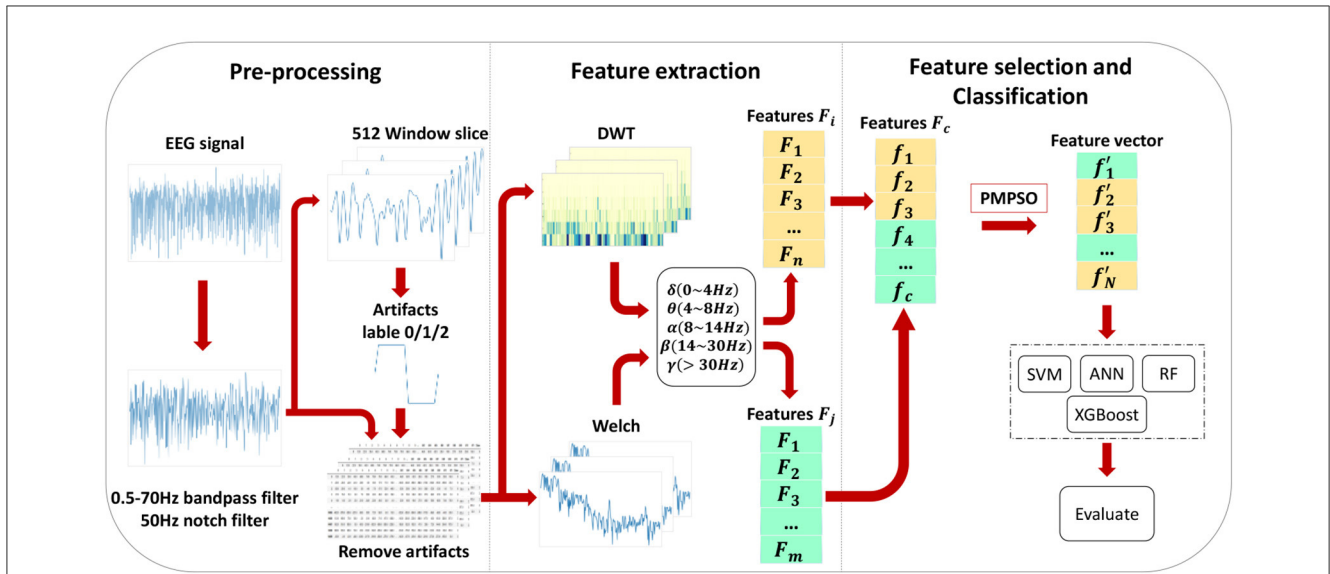 Pre-processing
EEG signal
512 Window slice
Artifacts
lable 0/1/2
0.5-70Hz bandpass filter
50Hz notch filter
Remove artifacts
Feature extraction
DWT
δ(0~4Hz)
θ(4~8Hz)
α(8~14Hz)
β(14~30Hz)
γ(> 30Hz)
Welch
Features F_i
F_1
F_2
F_3
...
F_n
Features F_j
F_1
F_2
F_3
...
F_m
Feature selection and
Classification
Features F_c
f_1
f_2
f_3
f_4
...
f_c
PMPSO
Feature vector
f'_1
f'_2
f'_3
...
f'_N
SVM
ANN
RF
XGBoost
Evaluate